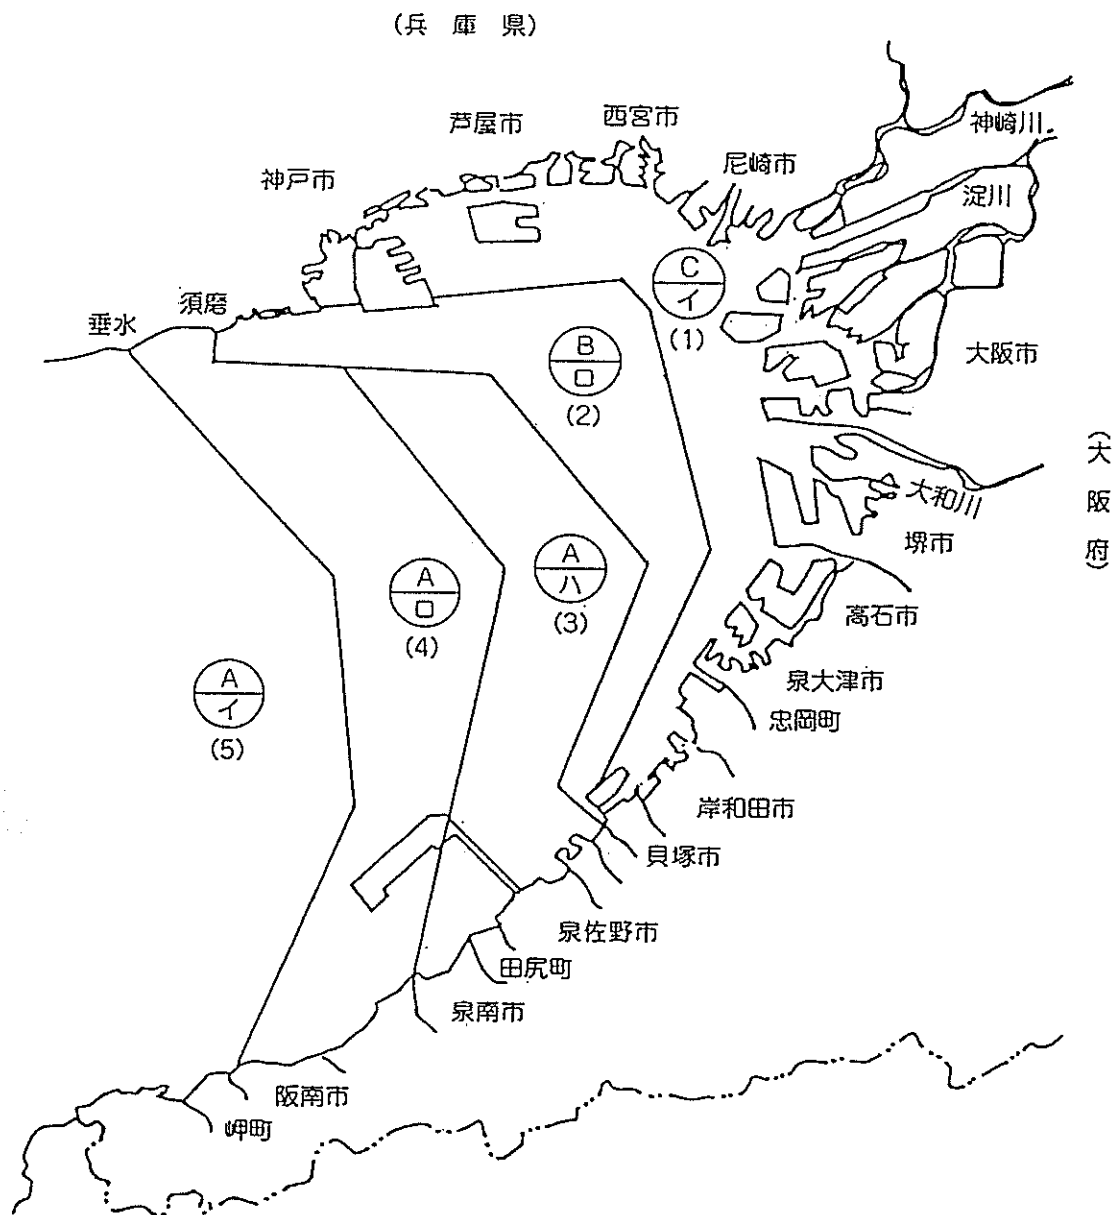 (兵庫県)
神崎川
西宮市
芦屋市
尼崎市
神戸市
淀川
C
イ
(1)
須磨
垂水
B
ロ
(2)
大阪市
(大阪府)
大和川
堺市
A
ハ
(3)
A
ロ
(4)
高石市
泉大津市
A
イ
(5)
忠岡町
岸和田市
貝塚市
泉佐野市
田尻町
泉南市
阪南市
岬町